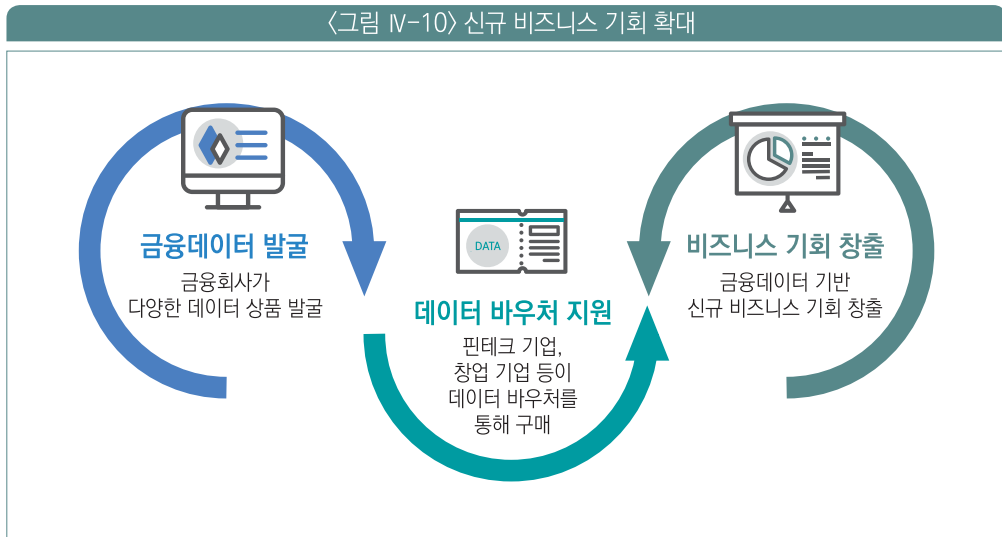 〈그림 Ⅳ-10〉 신규 비즈니스 기회 확대
금융데이터 발굴
금융회사가
다양한 데이터 상품 발굴
DATA
데이터 바우처 지원
핀테크 기업,
창업 기업 등이
데이터 바우처를
통해 구매
비즈니스 기회 창출
금융데이터 기반
신규 비즈니스 기회 창출